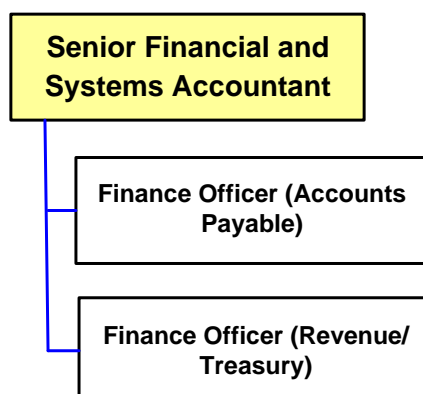 Senior Financial and
Systems Accountant
Finance Officer (Accounts
Payable)
Finance Officer (Revenue/
Treasury)